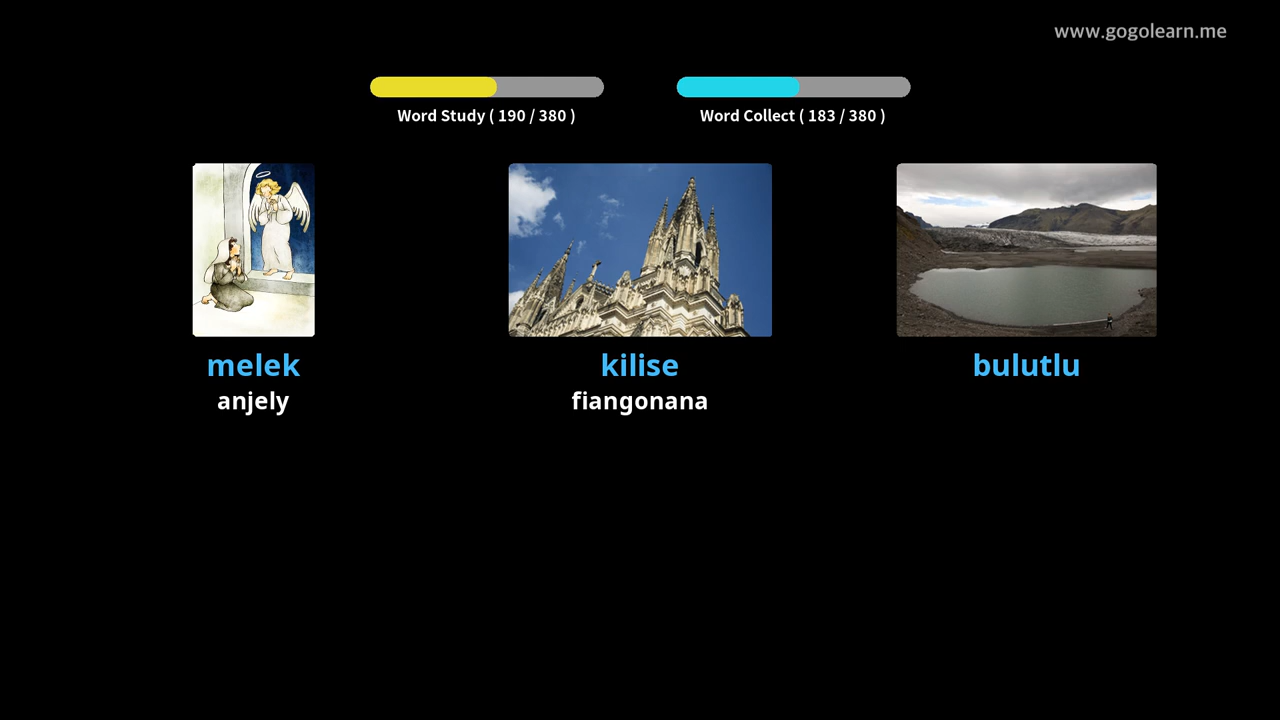 www.gogolearn.me
Word Study ( 190 / 380 )
Word Collect ( 183 / 380 )
melek
anjely
kilise
fiangonana
bulutlu